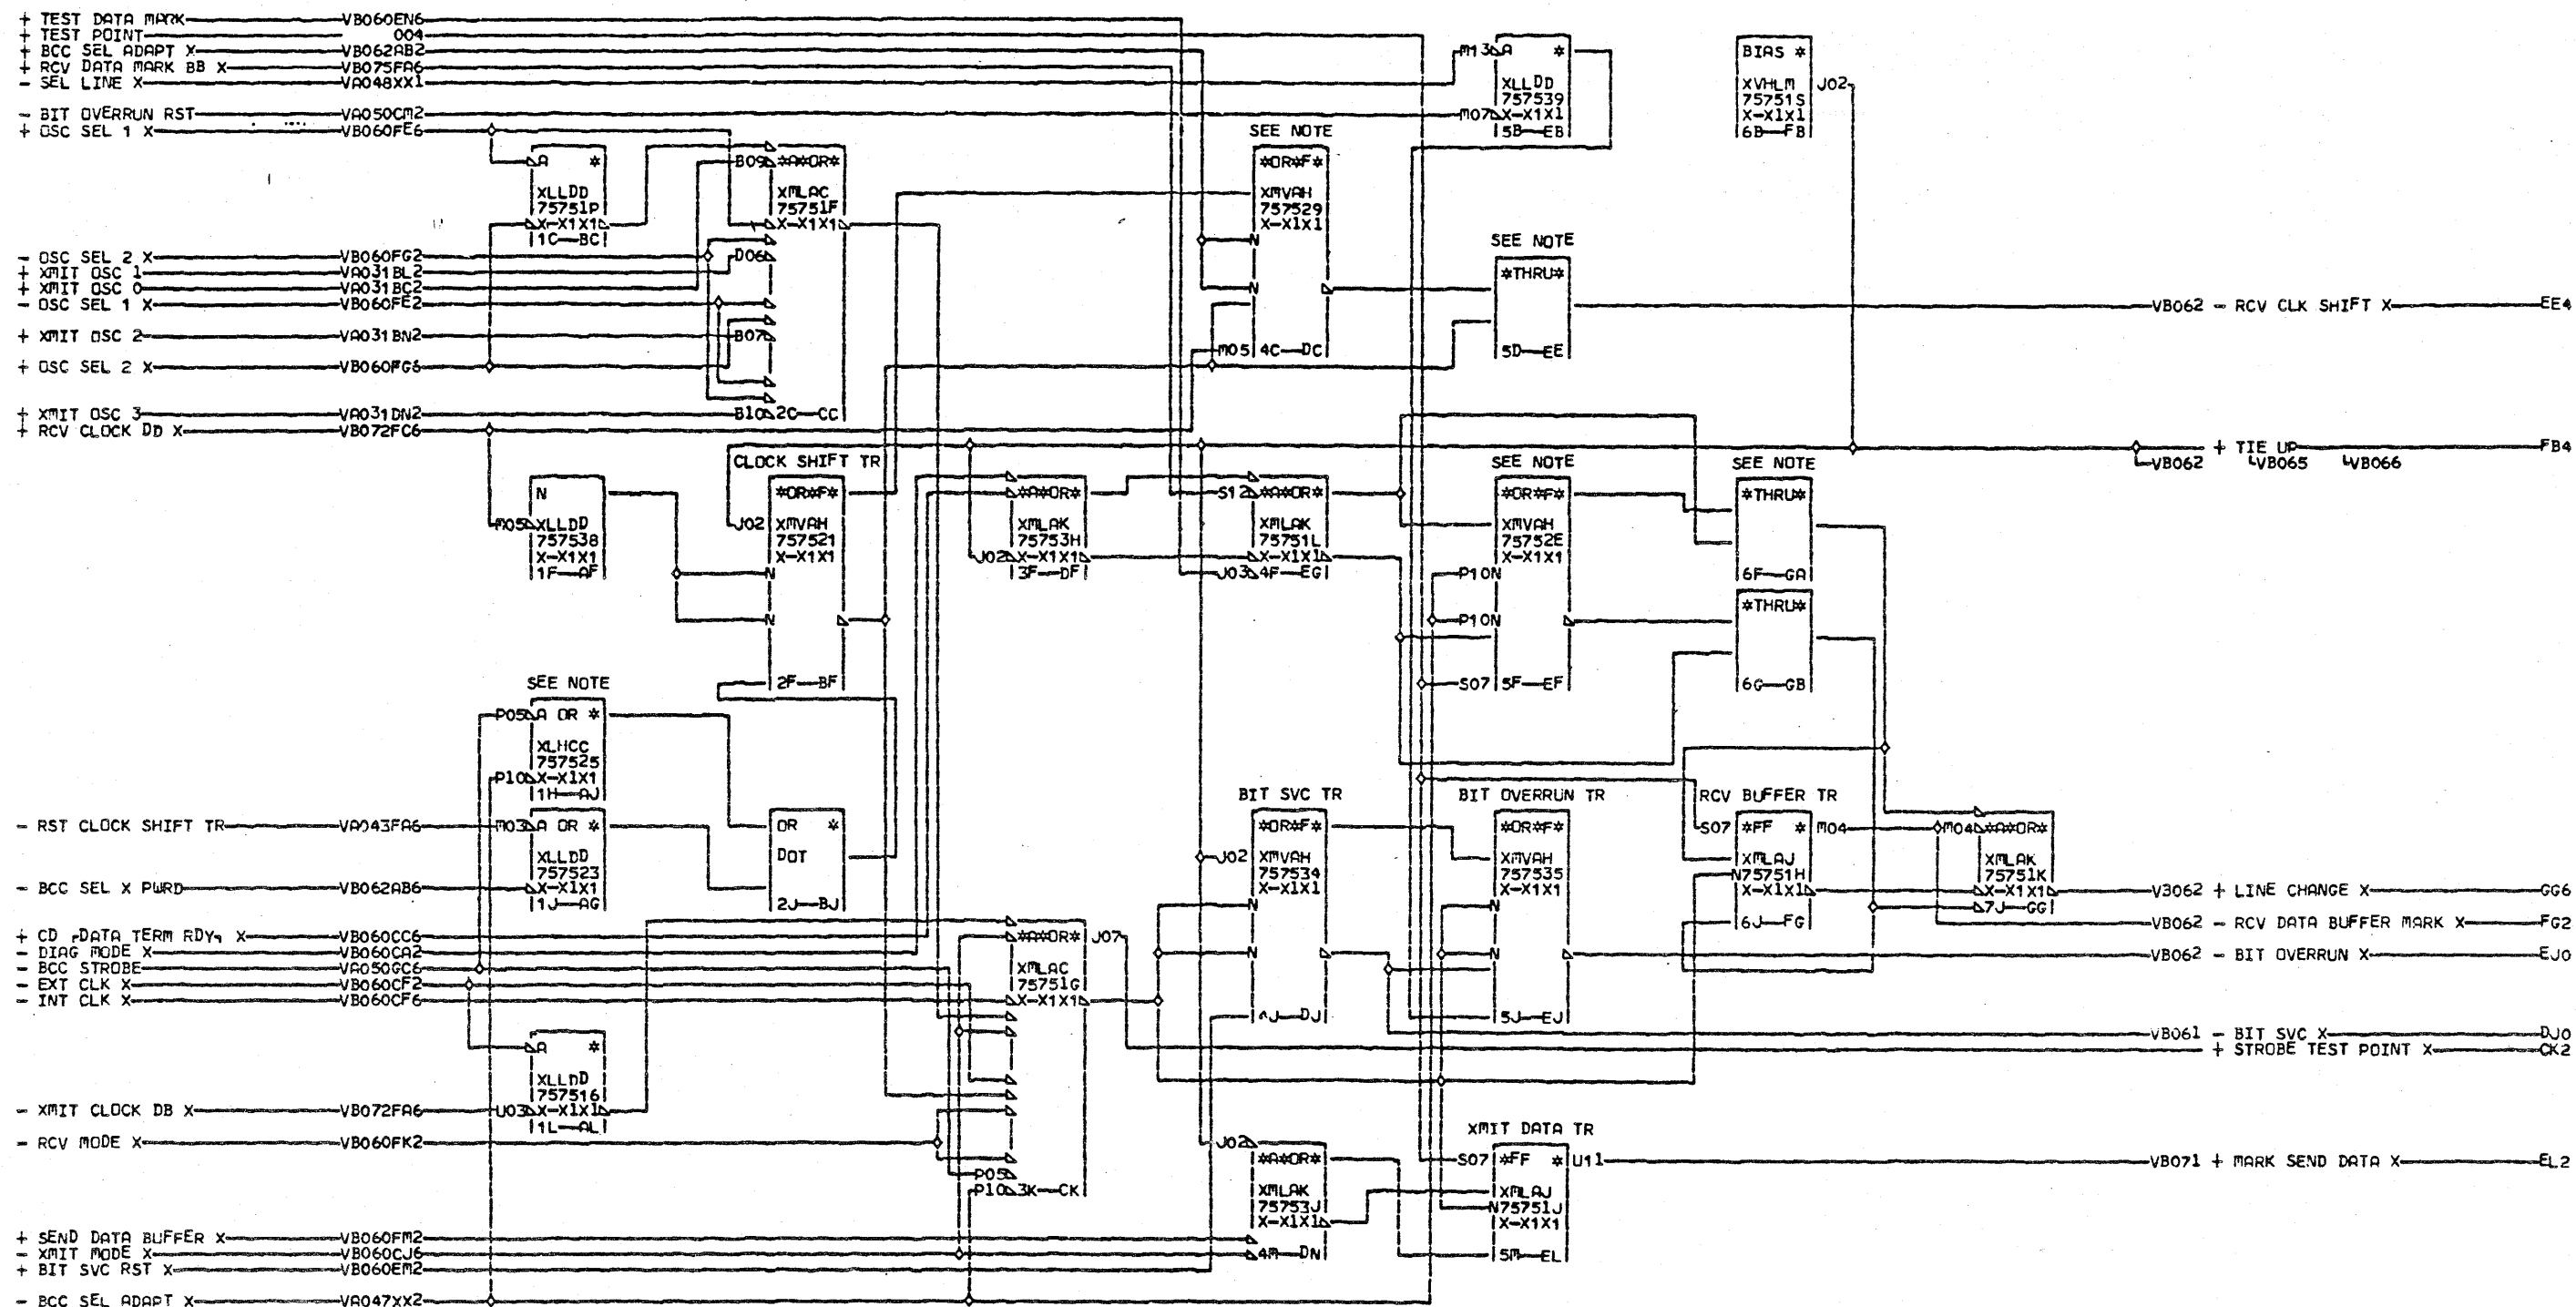 + TEST DATA MARK VB060EN6
+ TEST POINT 004
+ BCC SEL ADAPT X VB062AB2
+ RCV DATA MARK BB X VB075FA6
- SEL LINE X VA048XX1
- BIT OVERRUN RST VA050CM2
+ OSC SEL 1 X VB060FE6
- OSC SEL 2 X VB060FG2
+ XMIT OSC 1 VA031BL2
+ XMIT OSC 0 VA031BC2
- OSC SEL 1 X VB060FE2
+ XMIT OSC 2 VA031BN2
+ OSC SEL 2 X VB060FG6
+ XMIT OSC 3 VA031DN2
+ RCV CLOCK DD X VB072FC6
- RST CLOCK SHIFT TR VA043FA6
- BCC SEL X PWRD VB062AB6
+ CD DATA TERM RDY X VB060CC6
- DIAG MODE X VB060CA2
- BCC STROBE VA050GC6
- EXT CLK X VB060CF2
- INT CLK X VB060CF6
- XMIT CLOCK DB X VB072FA6
- RCV MODE X VB060FK2
+ SEND DATA BUFFER X VB060FM2
- XMIT MODE X VB060CJ6
+ BIT SVC RST X VB060EM2
- BCC SEL ADAPT X VA047XX2
A *
XLLDD
75751P
X-X1X1
1C BC
B09 *A*OR*
XMLAC
75751F
X-X1X1
D06
B07
B10 2C CC
M13 A *
XLLDD
757539
M07 X-X1X1
5B EB
BIAS *
XVHLM J02
75751S
X-X1X1
6B FB
SEE NOTE
*OR*F*
XMVAH
757529
X-X1X1
N
N
M05 4C DC
SEE NOTE
*THRU*
5D EE
N
M05 XLLDD
757538
X-X1X1
1F AF
CLOCK SHIFT TR
*OR*F*
J02 XMVAH
757521
X-X1X1
N
N
2F BF
*A*OR*
XMLAK
75753H
J02 X-X1X1
3F DF
S12 *A*OR*
XMLAK
75751L
X-X1X1
J03 4F EG
SEE NOTE
*OR*F*
XMVAH
75752E
X-X1X1
P10N
P10N
S07 5F EF
SEE NOTE
*THRU*
6F GA
*THRU*
6G GB
SEE NOTE
P05 A OR *
XLHCC
757525
P10 X-X1X1
1H AJ
M03 A OR *
XLLDD
757523
X-X1X1
1J AG
OR *
DOT
2J BJ
*A*OR* J07
XMLAC
75751G
X-X1X1
P05
P10 3K CK
A *
XLLDD
757516
U03 X-X1X1
1L AL
BIT SVC TR
*OR*F*
J02 XMVAH
757534
X-X1X1
N
N
J DJ
BIT OVERRUN TR
*OR*F*
XMVAH
757535
X-X1X1
N
N
5J EJ
RCV BUFFER TR
S07 *FF * M04
XMLAJ
N75751H
X-X1X1
6J FG
M04 *A*OR*
XMLAK
75751K
X-X1X1
7J GG
J02
*A*OR*
XMLAK
75753J
X-X1X1
4M DN
XMIT DATA TR
S07 *FF * U11
XMLAJ
N75751J
X-X1X1
5M EL
VB062 - RCV CLK SHIFT X EE4
+ TIE UP FB4
VB062 VB065 VB066
V3062 + LINE CHANGE X GG6
VB062 - RCV DATA BUFFER MARK X FG2
VB062 - BIT OVERRUN X EJ0
VB061 - BIT SVC X DJ0
+ STROBE TEST POINT X CK2
VB071 + MARK SEND DATA X EL2